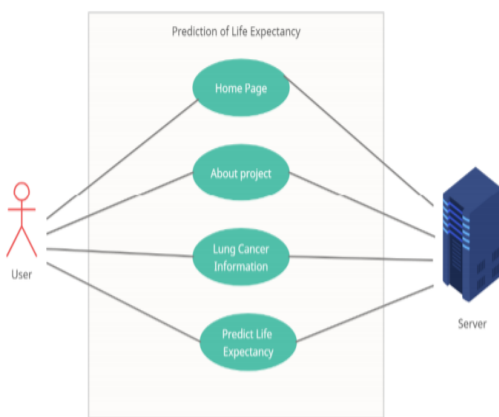 Prediction of Life Expectancy
Home Page
About project
Lung Cancer
Information
User
Predict Life
Expectancy
Server